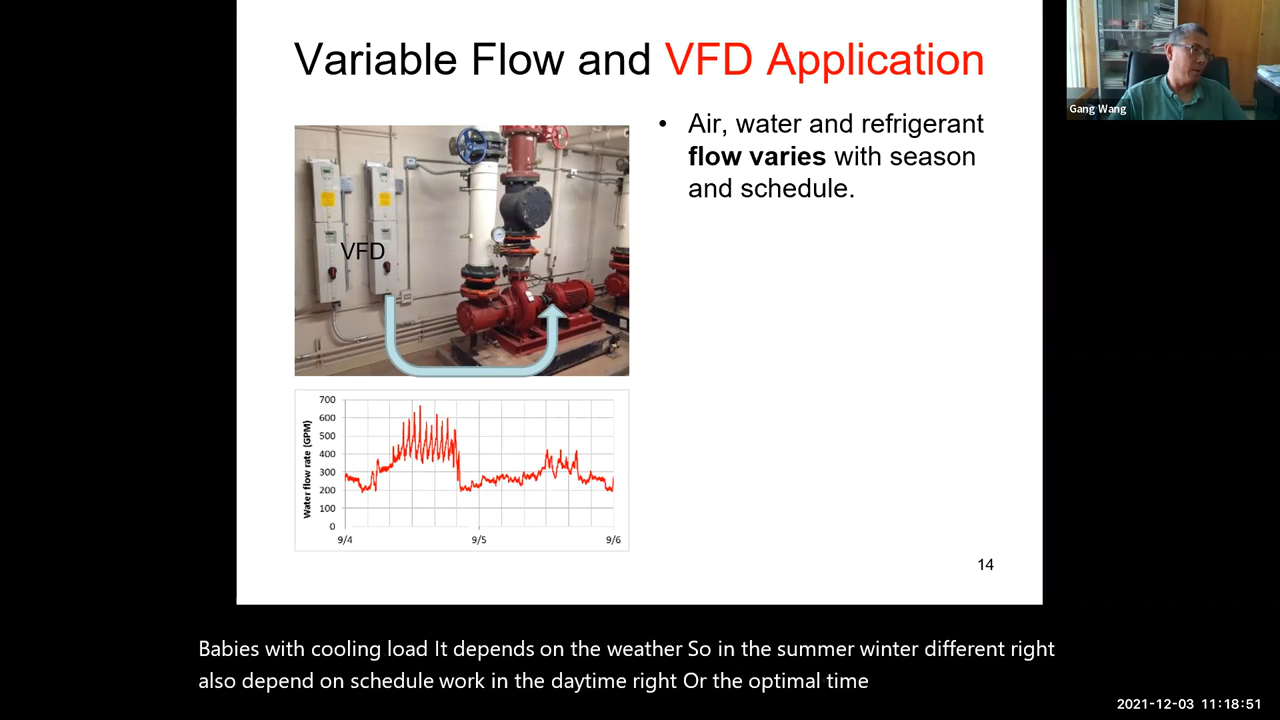 Variable Flow and VFD Application
Gang Wang
• Air, water and refrigerant
flow varies with season
and schedule.
VFD
Water flow rate (GPM)
700
600
500
400
300
200
100
0
9/4
9/5
9/6
14
Babies with cooling load It depends on the weather So in the summer winter different right
also depend on schedule work in the daytime right Or the optimal time
2021-12-03 11:18:51